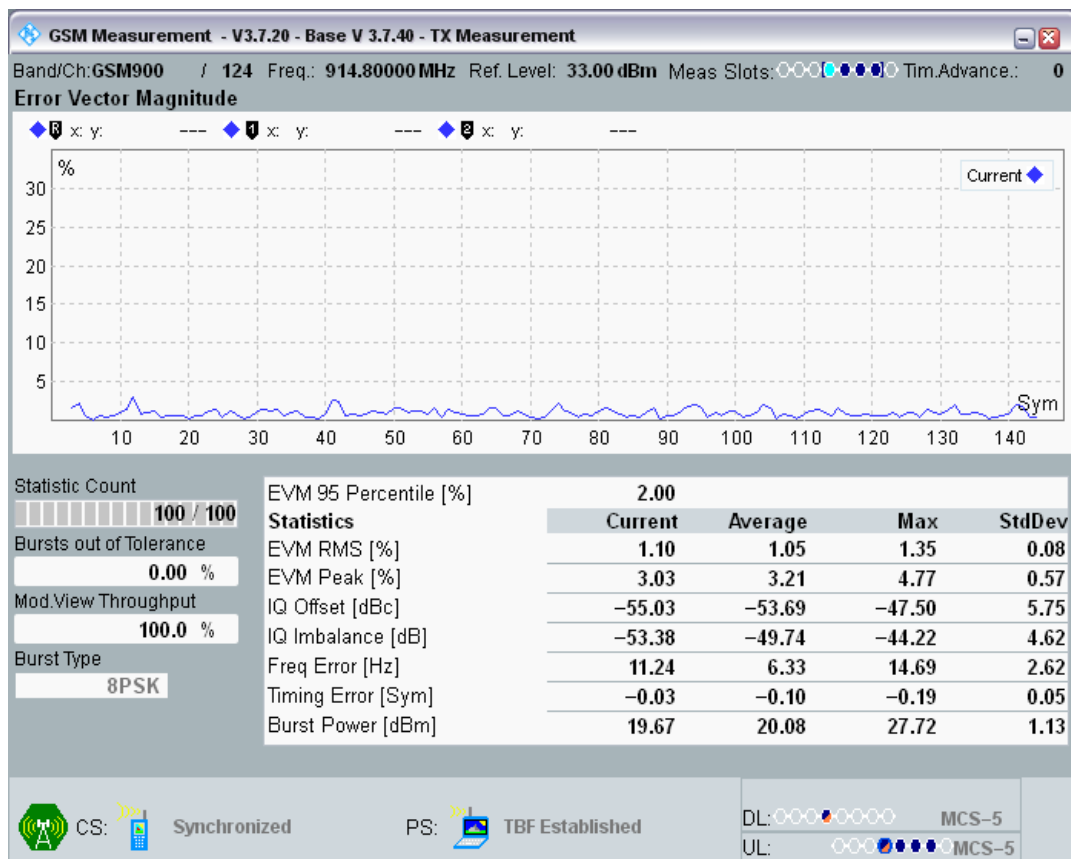 GSM Measurement - V3.7.20 - Base V 3.7.40 - TX Measurement
Band/Ch:GSM900 / 124 Freq.: 914.80000 MHz Ref. Level: 33.00 dBm Meas Slots: Tim.Advance.: 0
Error Vector Magnitude
R x: y: --- 1 x: y: --- 2 x: y: ---
%
Current
30
25
20
15
10
5
Sym
10 20 30 40 50 60 70 80 90 100 110 120 130 140
Statistic Count
100 / 100
Bursts out of Tolerance
0.00 %
Mod.View Throughput
100.0 %
Burst Type
8PSK
EVM 95 Percentile [%] 2.00
Statistics Current Average Max StdDev
EVM RMS [%] 1.10 1.05 1.35 0.08
EVM Peak [%] 3.03 3.21 4.77 0.57
IQ Offset [dBc] −55.03 −53.69 −47.50 5.75
IQ Imbalance [dB] −53.38 −49.74 −44.22 4.62
Freq Error [Hz] 11.24 6.33 14.69 2.62
Timing Error [Sym] −0.03 −0.10 −0.19 0.05
Burst Power [dBm] 19.67 20.08 27.72 1.13
CS: Synchronized PS: TBF Established
DL: MCS−5
UL: MCS−5